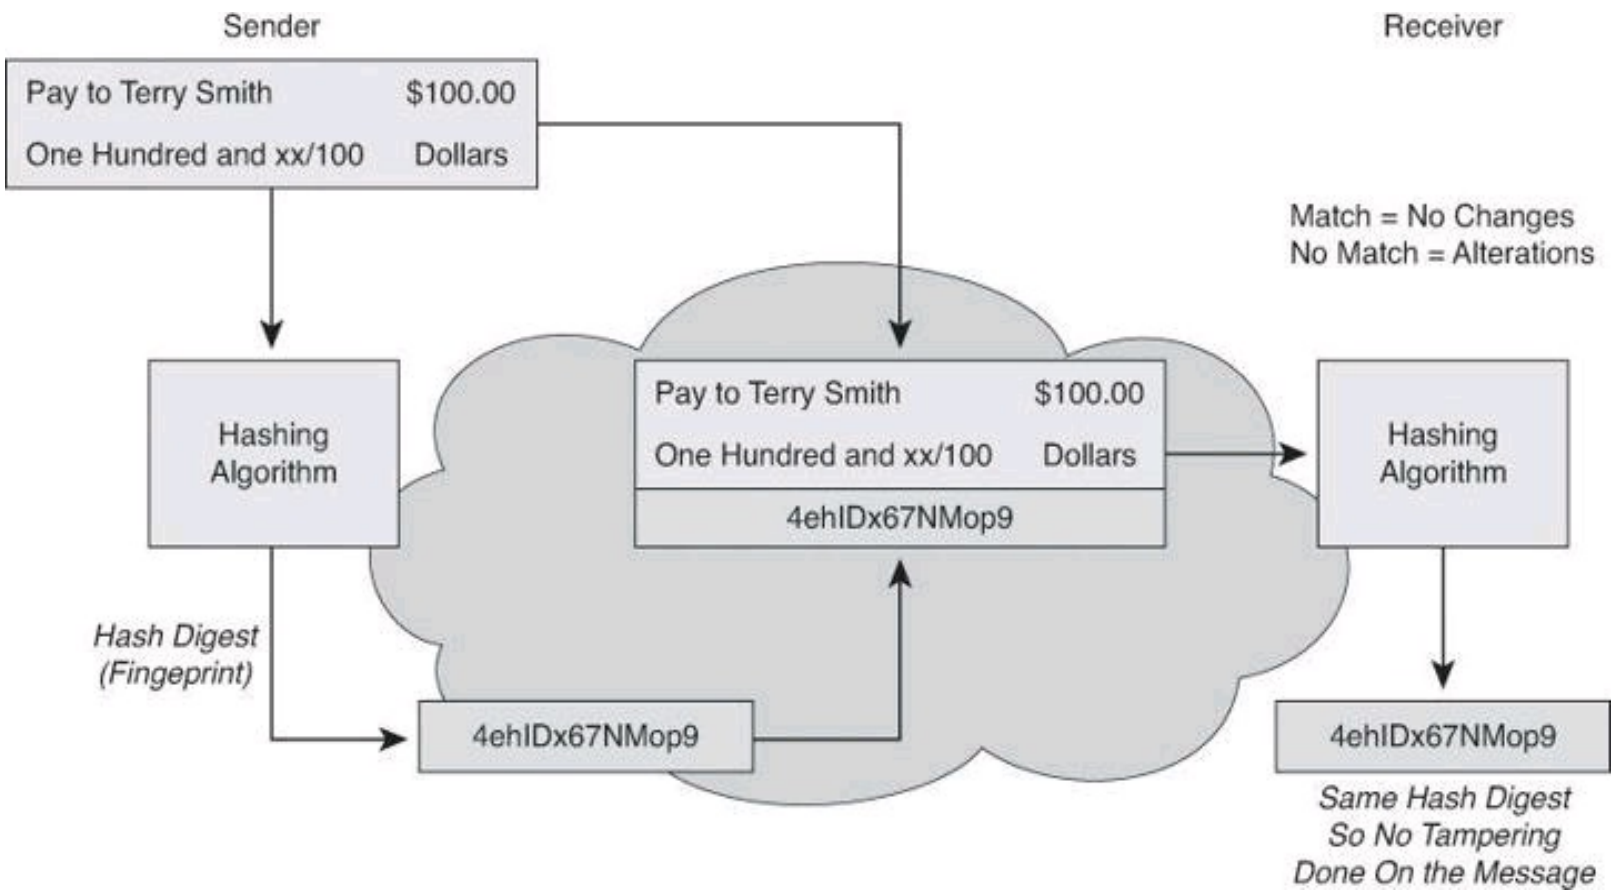 Sender
Receiver
Pay to Terry Smith $100.00
One Hundred and xx/100 Dollars
Match = No Changes
No Match = Alterations
Hashing
Algorithm
Pay to Terry Smith $100.00
One Hundred and xx/100 Dollars
4ehIDx67NMop9
Hashing
Algorithm
Hash Digest
(Fingeprint)
4ehIDx67NMop9
4ehIDx67NMop9
Same Hash Digest
So No Tampering
Done On the Message